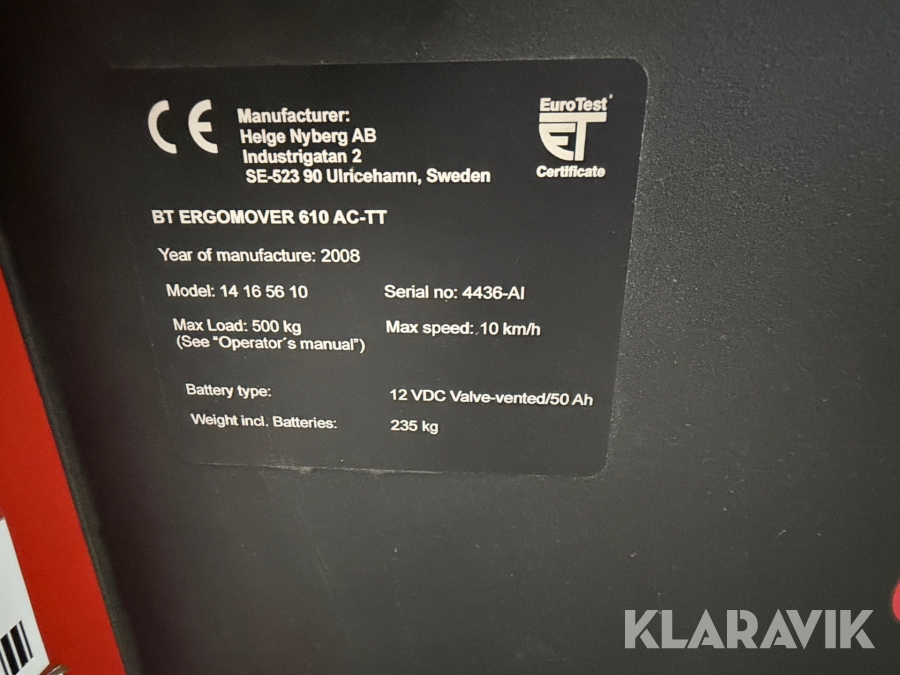 CE
Manufacturer:
Helge Nyberg AB
Industrigatan 2
SE-523 90 Ulricehamn, Sweden
EuroTest
ET
Certificate
BT ERGOMOVER 610 AC-TT
Year of manufacture: 2008
Model: 14 16 56 10
Serial no: 4436-AI
Max Load: 500 kg
(See "Operator´s manual")
Max speed: 10 km/h
Battery type:
12 VDC Valve-vented/50 Ah
Weight incl. Batteries:
235 kg
KLARAVIK